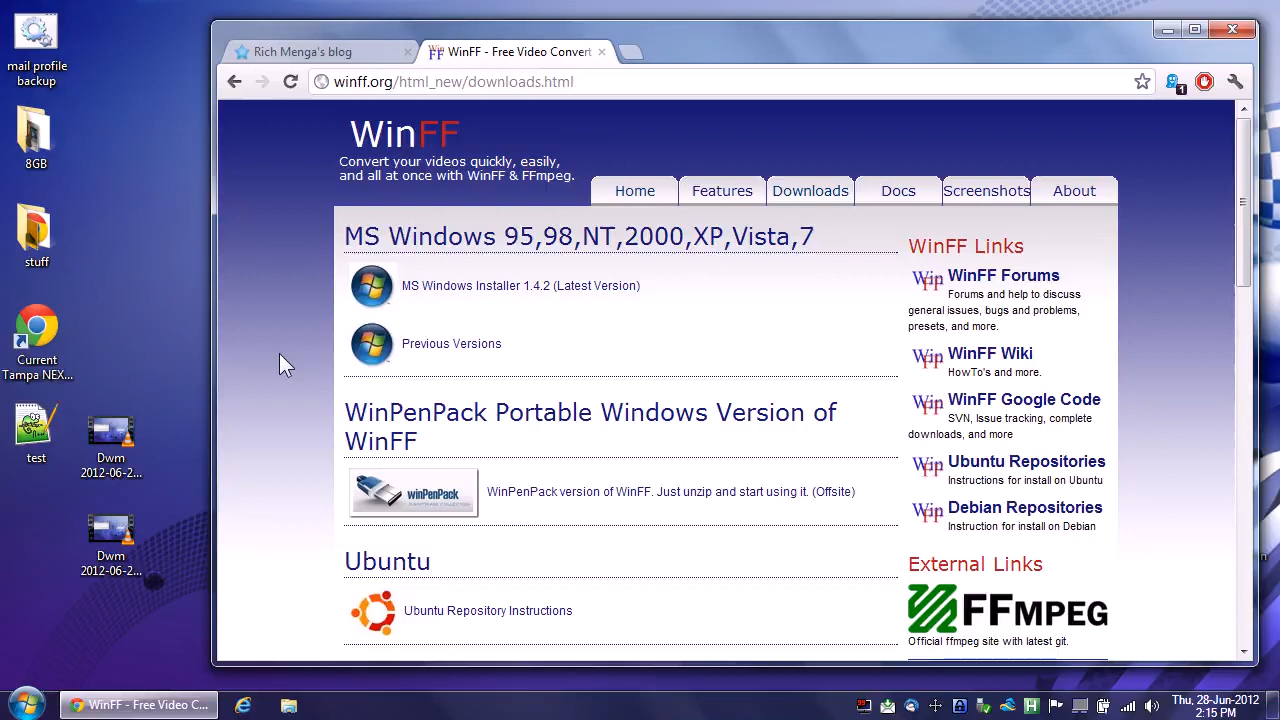 mail profile
backup
8GB
stuff
Current
Tampa NEX...
test
Dwm
2012-06-2...
Dwm
2012-06-2...
Rich Menga's blog
WinFF - Free Video Convert
winff.org/html_new/downloads.html
1
WinFF
Convert your videos quickly, easily,
and all at once with WinFF & FFmpeg.
Home
Features
Downloads
Docs
Screenshots
About
MS Windows 95,98,NT,2000,XP,Vista,7
MS Windows Installer 1.4.2 (Latest Version)
Previous Versions
WinPenPack Portable Windows Version of
WinFF
winPenPack
WinPenPack version of WinFF. Just unzip and start using it. (Offsite)
Ubuntu
Ubuntu Repository Instructions
WinFF Links
WinFF Forums
Forums and help to discuss
general issues, bugs and problems,
presets, and more.
WinFF Wiki
HowTo's and more.
WinFF Google Code
SVN, Issue tracking, complete
downloads, and more
Ubuntu Repositories
Instructions for install on Ubuntu
Debian Repositories
Instruction for install on Debian
External Links
FFMPEG
Official ffmpeg site with latest git.
WinFF - Free Video C...
Thu, 28-Jun-2012
2:15 PM